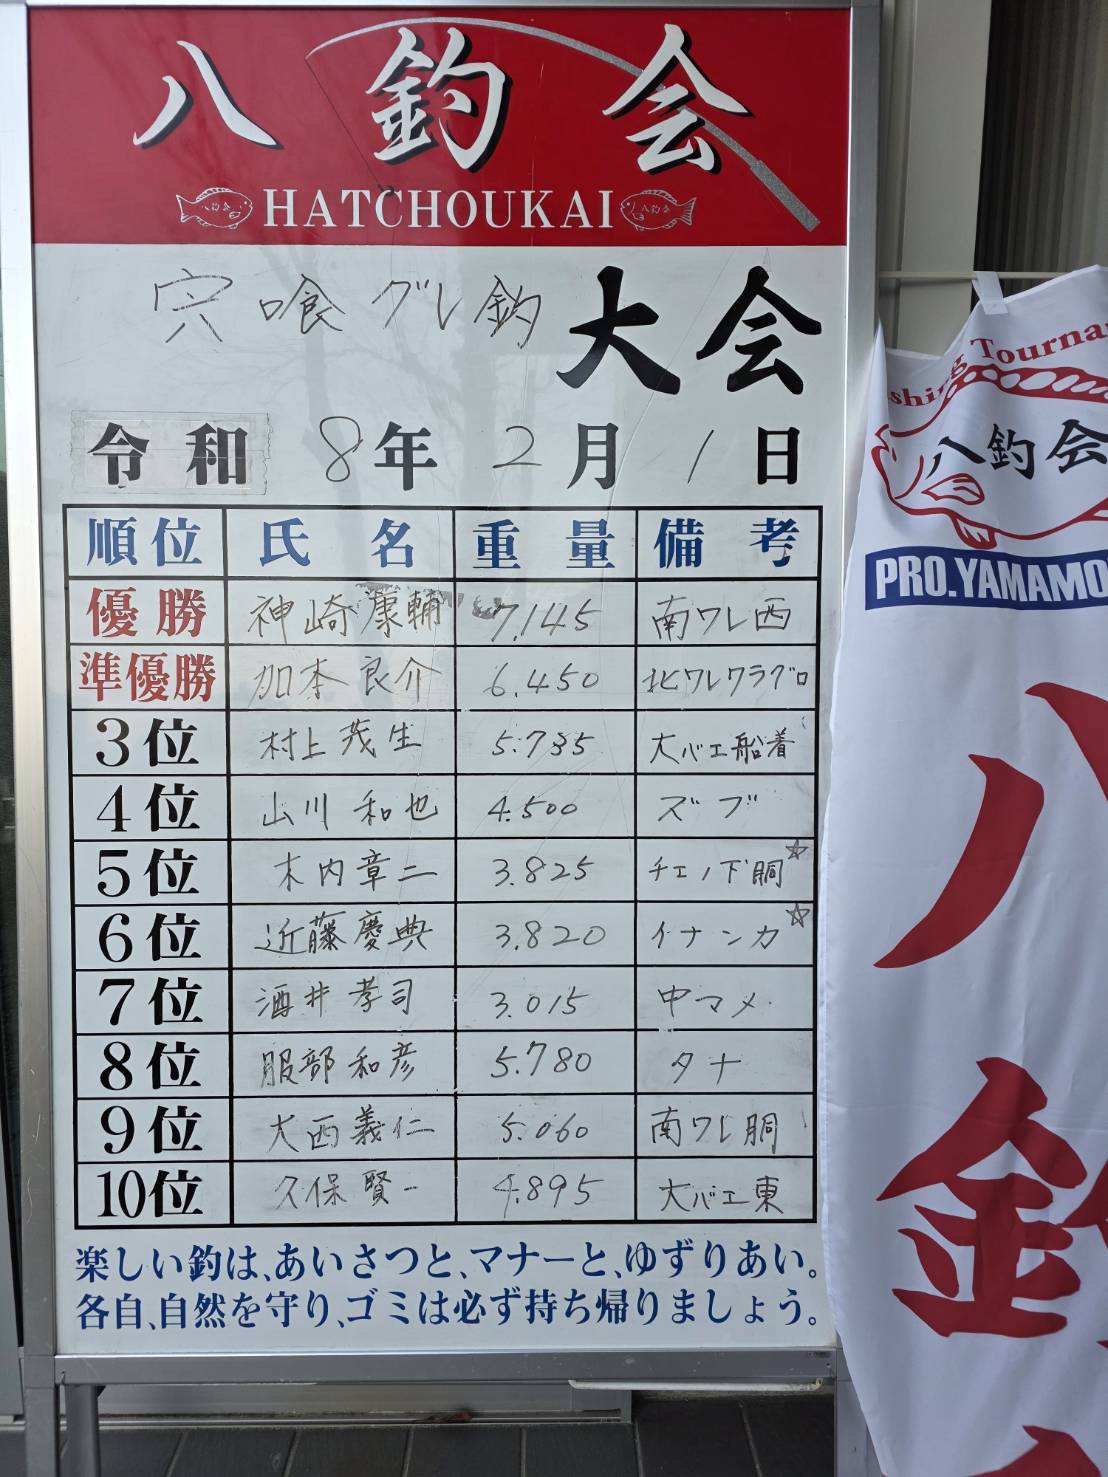 八釣会
八釣会 HATCHOUKAI 八釣会
宍喰グレ釣大会
令和8年2月1日
順位 氏名 重量 備考
優勝 神崎康輔 7.145 南ワレ西
準優勝 加本良介 6.450 北ワレワラグロ
3位 村上茂生 5.735 大バエ船着
4位 山川和也 4.500 ズブ
5位 木内章二 3.825 チエノ下胴☆
6位 近藤慶典 3.820 イナンカ☆
7位 酒井孝司 3.015 中マメ
8位 服部和彦 5.780 タナ
9位 大西義仁 5.060 南ワレ胴
10位 久保賢一 4.895 大バエ東
楽しい釣は、あいさつと、マナーと、ゆずりあい。
各自、自然を守り、ゴミは必ず持ち帰りましょう。
shing Tourna
八釣会
PRO.YAMAMO
八釣